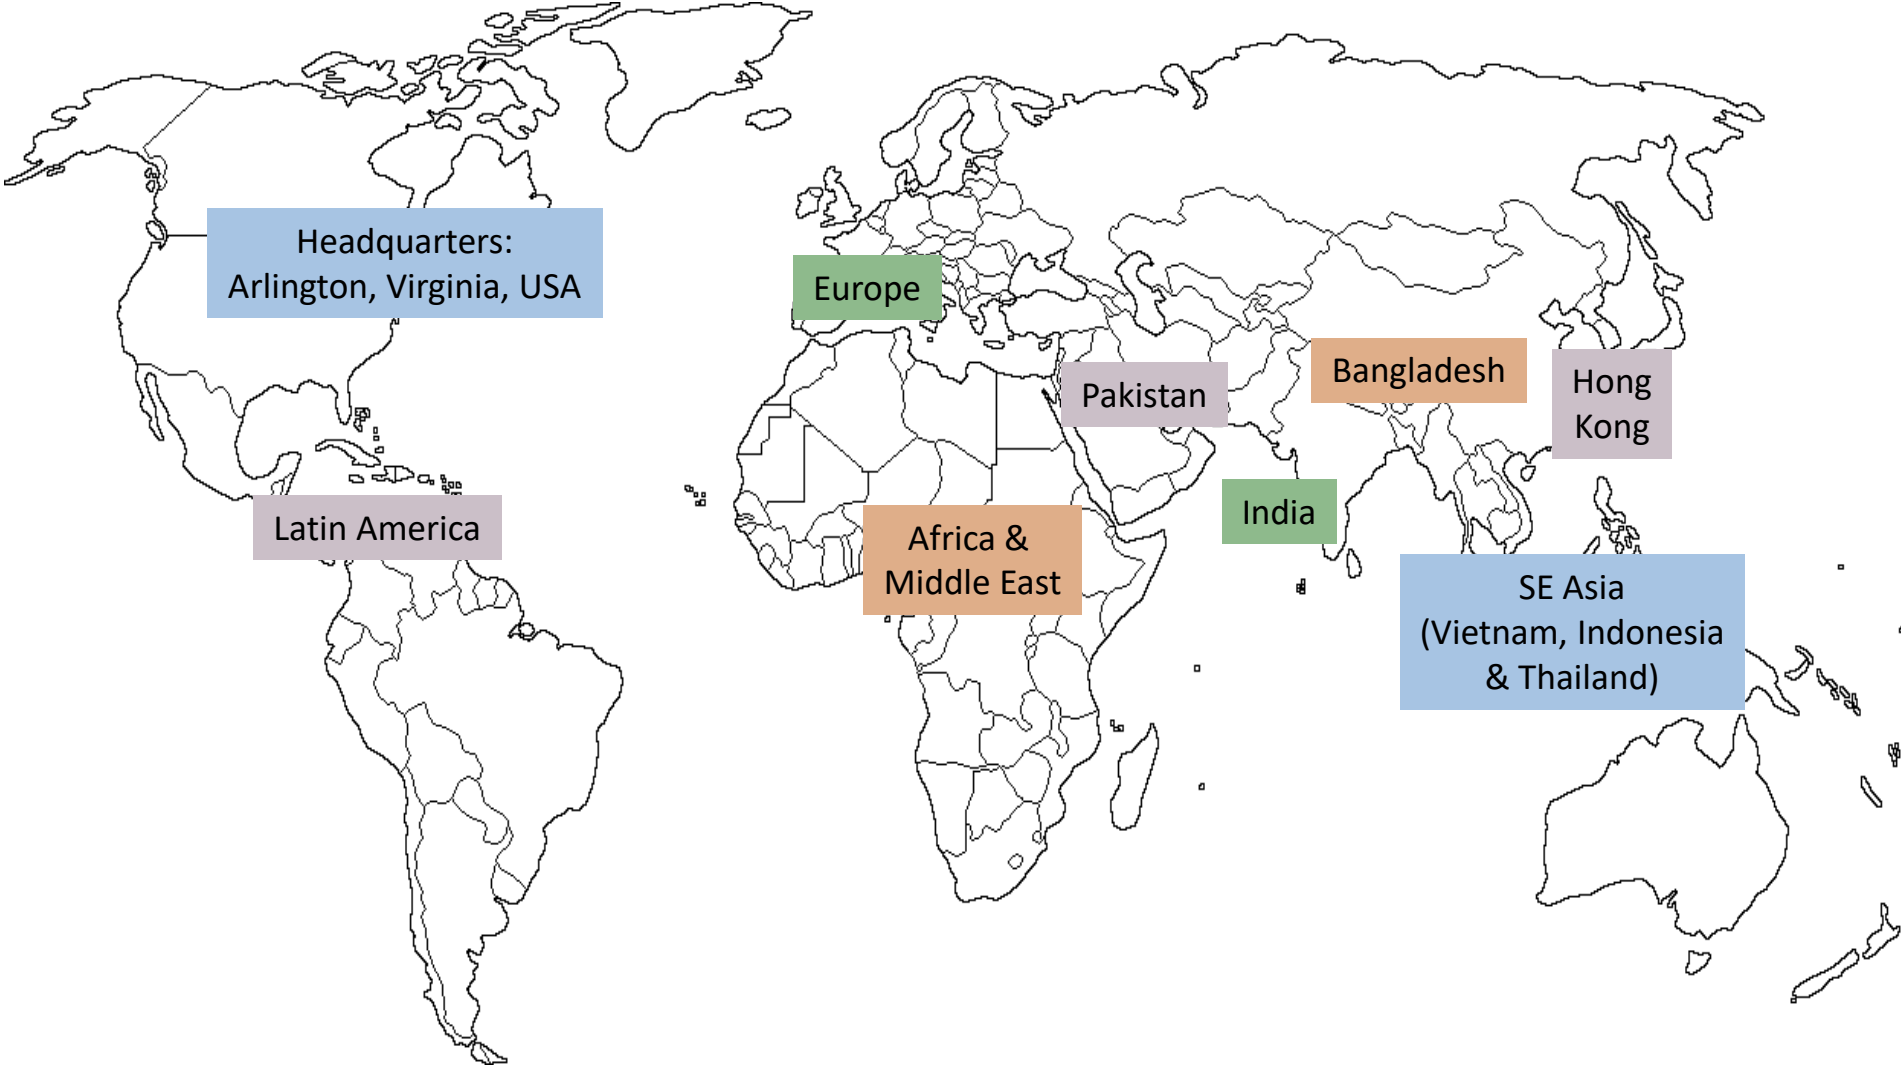 Headquarters:
Arlington, Virginia, USA
Europe
Bangladesh
Hong
Kong
Pakistan
India
Latin America
Africa &
Middle East
SE Asia
(Vietnam, Indonesia
& Thailand)